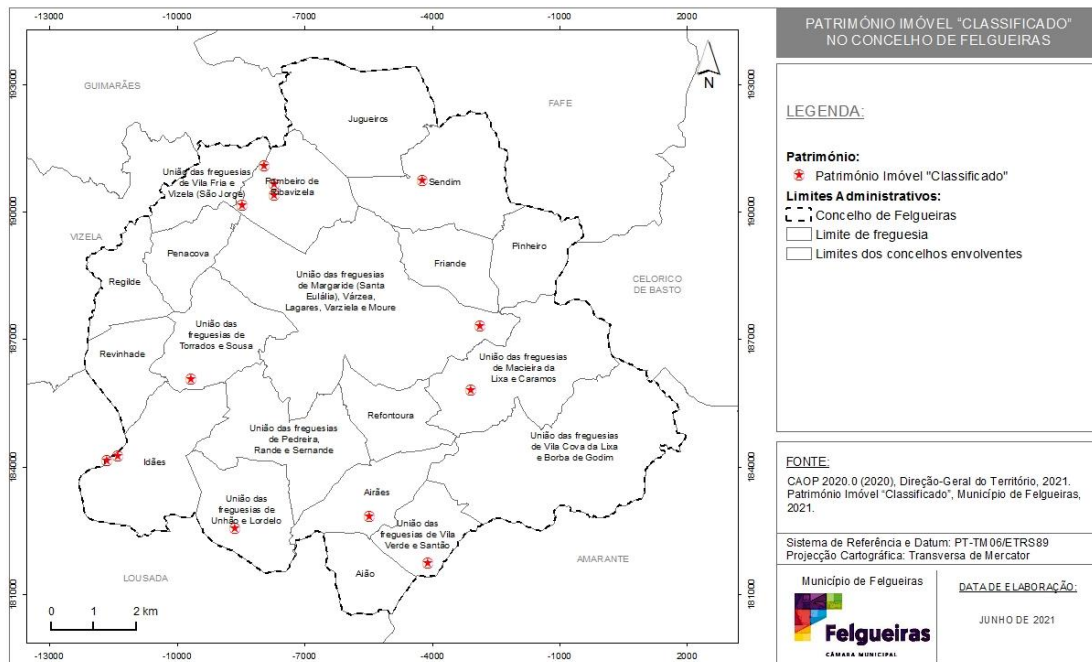 -13000
-10000
-7000
-4000
-1000
2000
193000
190000
187000
184000
181000
GUIMARÃES
FAFE
N
Jugueiros
União das freguesias
de Vila Fria e
Vizela (São Jorge)
Pombeiro de
Ribavizela
Sendim
VIZELA
Penacova
Regilde
Pinheiro
Friande
União das freguesias
de Margaride (Santa
Eulália), Várzea,
Lagares, Varziela e Moure
CELORICO
DE BASTO
União das
freguesias de
Torrados e Sousa
Revinhade
União das freguesias
de Macieira da
Lixa e Caramos
Refontoura
União das freguesias
de Pedreira,
Rande e Sernande
União das freguesias
de Vila Cova da Lixa
e Borba de Godim
Idães
Airães
União das
freguesias de
Unhão e Lordelo
União das
freguesias de Vila
Verde e Santão
Aião
AMARANTE
LOUSADA
0 1 2 km
193000
190000
187000
184000
181000
-13000
-10000
-7000
-4000
-1000
2000
PATRIMÓNIO IMÓVEL "CLASSIFICADO"
NO CONCELHO DE FELGUEIRAS
LEGENDA:
Património:
Património Imóvel "Classificado"
Limites Administrativos:
Concelho de Felgueiras
Limite de freguesia
Limites dos concelhos envolventes
FONTE:
CAOP 2020.0 (2020), Direção-Geral do Território, 2021.
Património Imóvel "Classificado", Município de Felgueiras,
2021.
Sistema de Referência e Datum: PT-TM06/ETRS89
Projecção Cartográfica: Transversa de Mercator
Município de Felgueiras
Felgueiras
CÂMARA MUNICIPAL
DATA DE ELABORAÇÃO:
JUNHO DE 2021